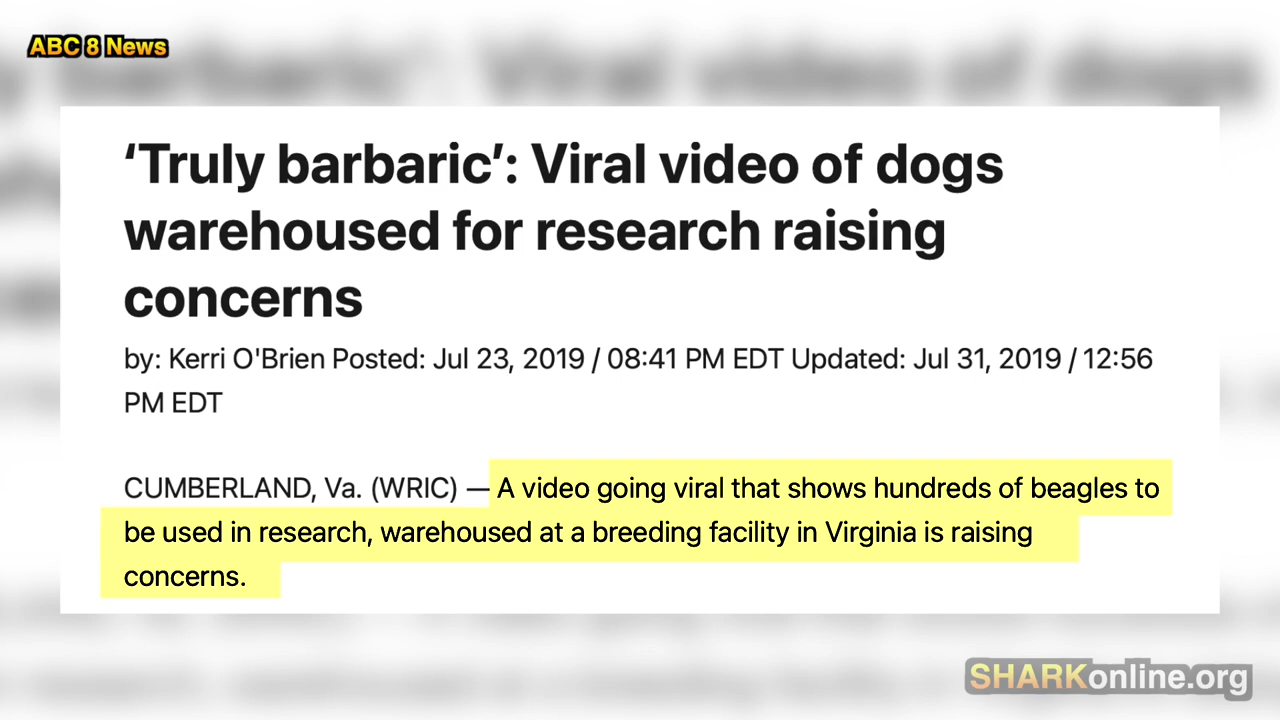 ABC 8 News
‘Truly barbaric’: Viral video of dogs
warehoused for research raising
concerns
by: Kerri O'Brien Posted: Jul 23, 2019 / 08:41 PM EDT Updated: Jul 31, 2019 / 12:56
PM EDT
CUMBERLAND, Va. (WRIC) — A video going viral that shows hundreds of beagles to
be used in research, warehoused at a breeding facility in Virginia is raising
concerns.
SHARKonline.org